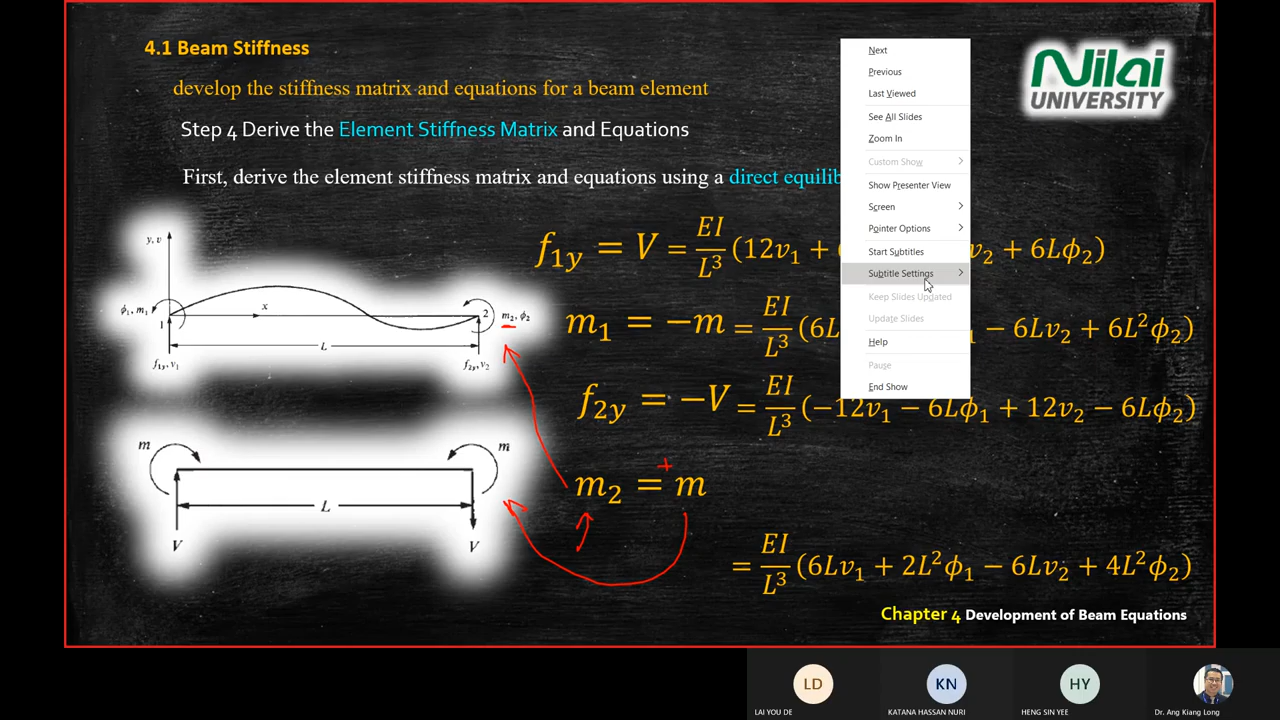 4.1 Beam Stiffness
develop the stiffness matrix and equations for a beam element
Step 4 Derive the Element Stiffness Matrix and Equations
First, derive the element stiffness matrix and equations using a direct
Nilai
UNIVERSITY
Next
Previous
Last Viewed
See All Slides
Zoom In
Custom Show
Show Presenter View
Screen
Pointer Options
Start Subtitles
Subtitle Settings
Keep Slides Updated
Update Slides
Help
Pause
End Show
y, v
ϕ₁, m₁
1
x
2
m₂, ϕ₂
L
f₁y, v₁
f₂y, v₂
m
m
L
V
V
f₁y = V = EI/L³ (12v₁ + v₂ + 6Lϕ₂)
m₁ = −m = EI/L³ (6L − 6Lv₂ + 6L²ϕ₂)
f₂y = −V = EI/L³ (−12v₁ − 6Lϕ₁ + 12v₂ − 6Lϕ₂)
+
m₂ = m
= EI/L³ (6Lv₁ + 2L²ϕ₁ − 6Lv₂ + 4L²ϕ₂)
Chapter 4 Development of Beam Equations
LD
KN
HY
LAI YOU DE
KATANA HASSAN NURI
HENG SIN YEE
Dr. Ang Kiang Long